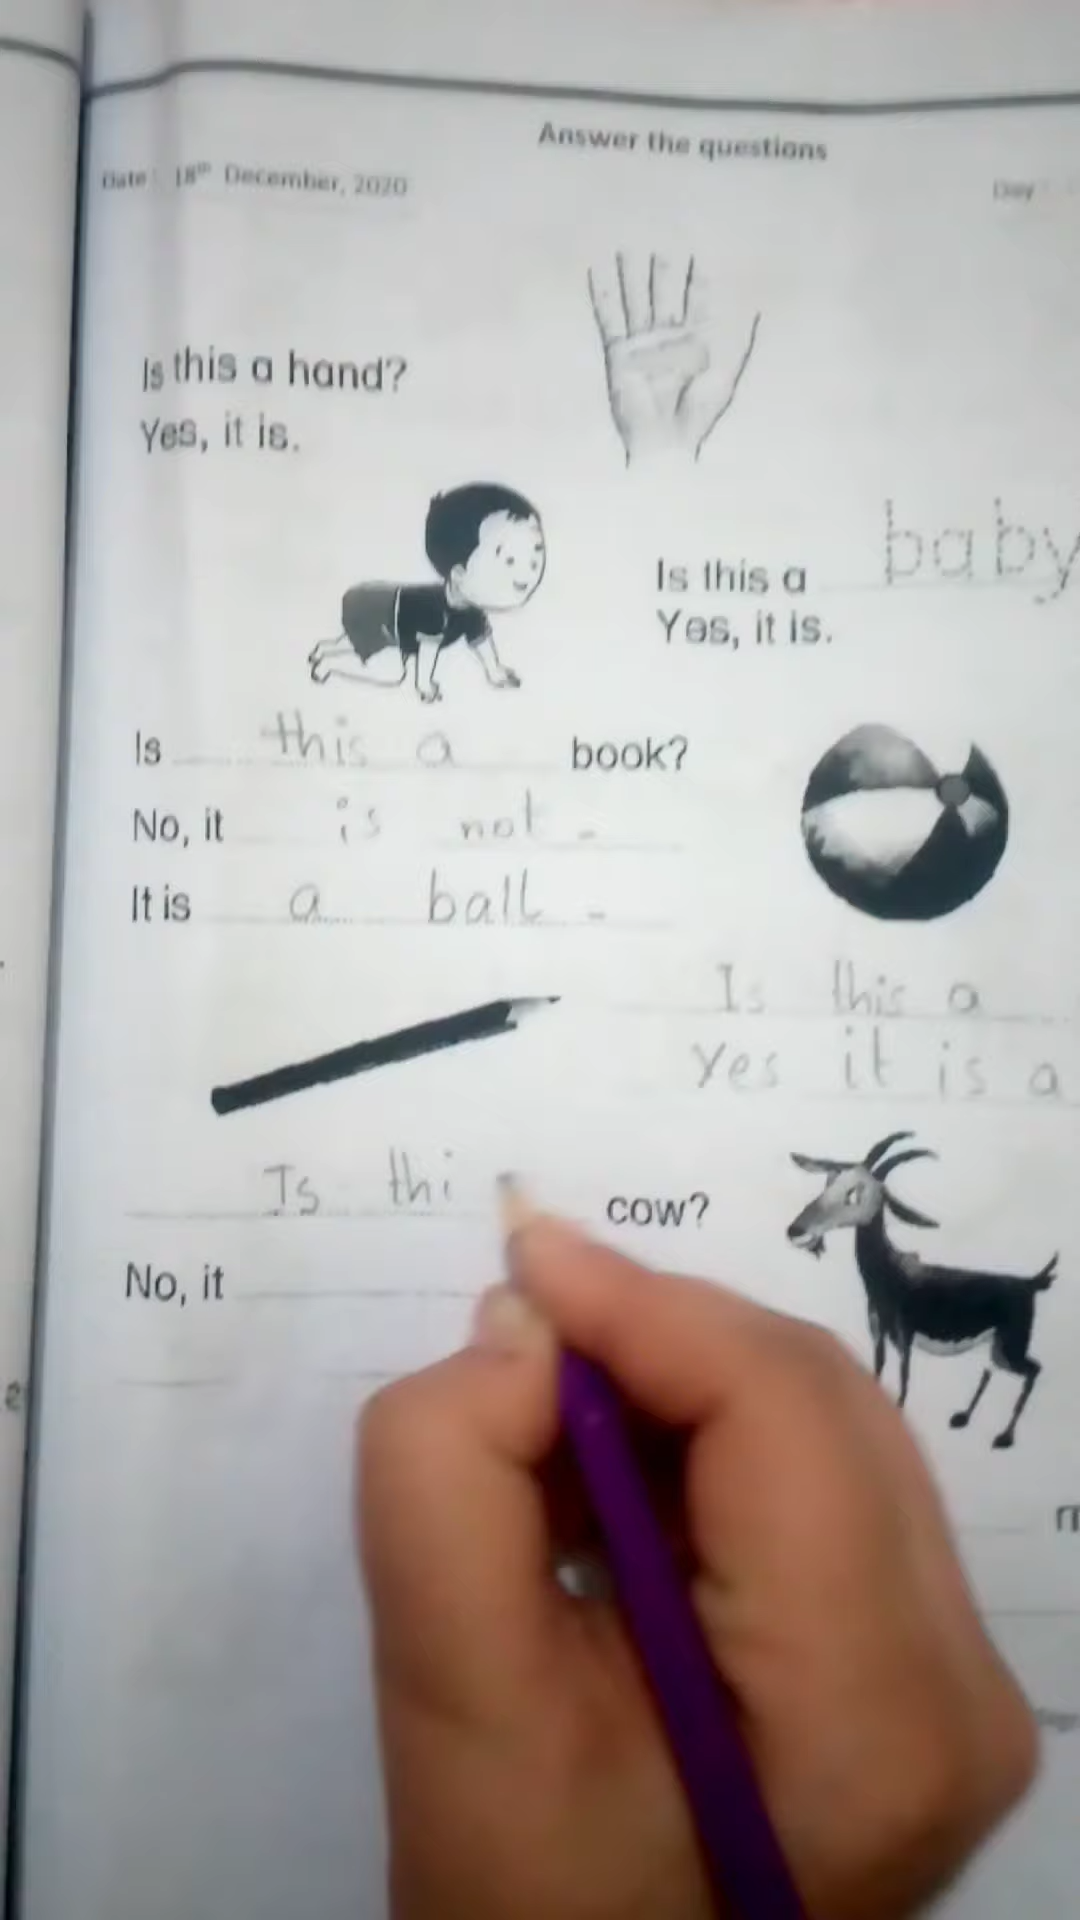 Answer the questions
Date : 18th December, 2020
Day
Is this a hand?
Yes, it is.
Is this a baby
Yes, it is.
Is this a book?
No, it is not.
It is a ball.
Is this a
Yes it is a
Is thi cow?
No, it